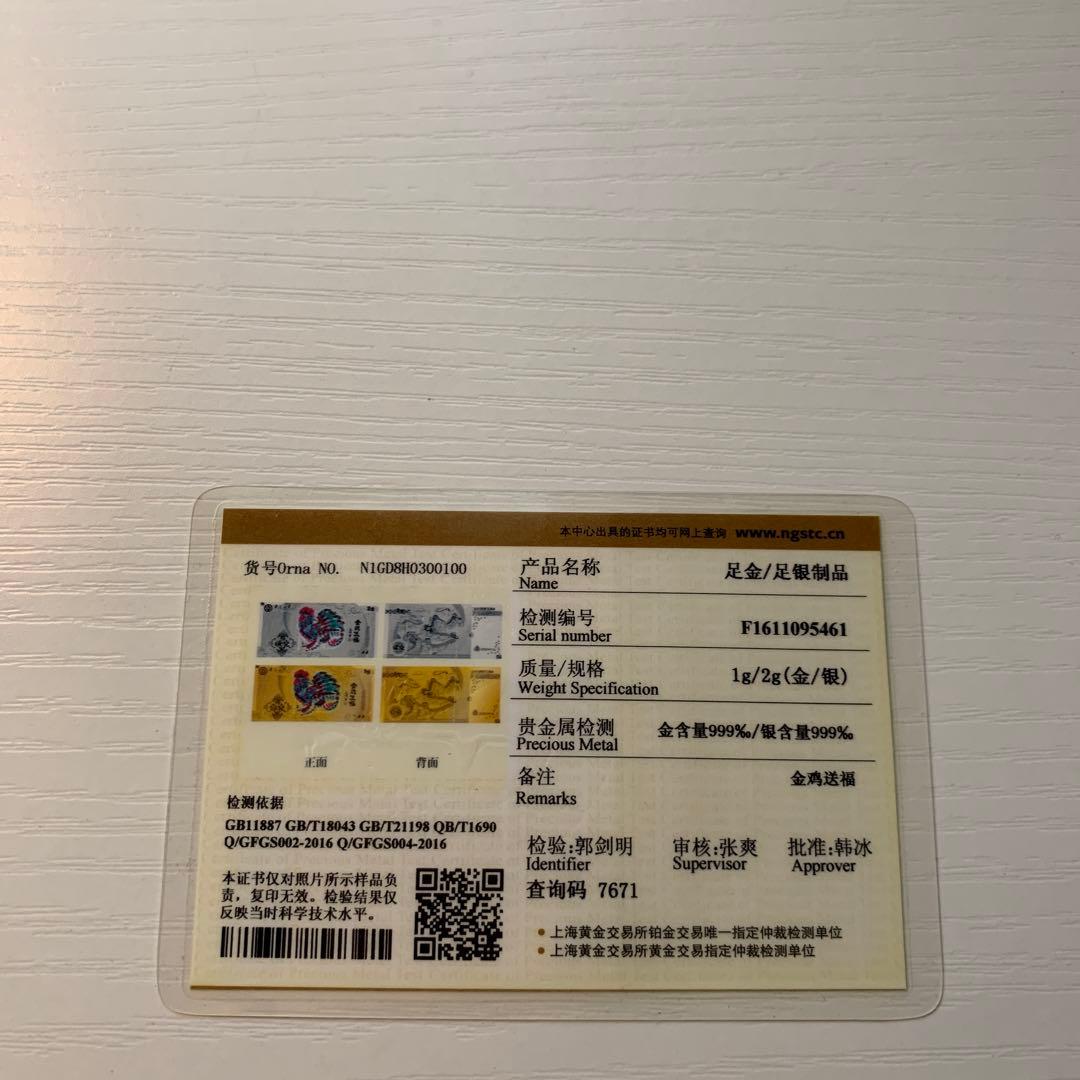 本中心出具的证书均可网上查询 www.ngstc.cn
货号Orna NO. N1GD8H0300100
正面 背面
检测依据
GB11887 GB/T18043 GB/T21198 QB/T1690
Q/GFGS002-2016 Q/GFGS004-2016
本证书仅对照片所示样品负
责，复印无效。检验结果仅
反映当时科学技术水平。
产品名称 足金/足银制品
Name
检测编号 F1611095461
Serial number
质量/规格 1g/2g(金/银)
Weight Specification
贵金属检测 金含量999‰/银含量999‰
Precious Metal
备注 金鸡送福
Remarks
检验:郭剑明 审核:张爽 批准:韩冰
Identifier Supervisor Approver
查询码 7671
• 上海黄金交易所铂金交易唯一指定仲裁检测单位
• 上海黄金交易所黄金交易指定仲裁检测单位